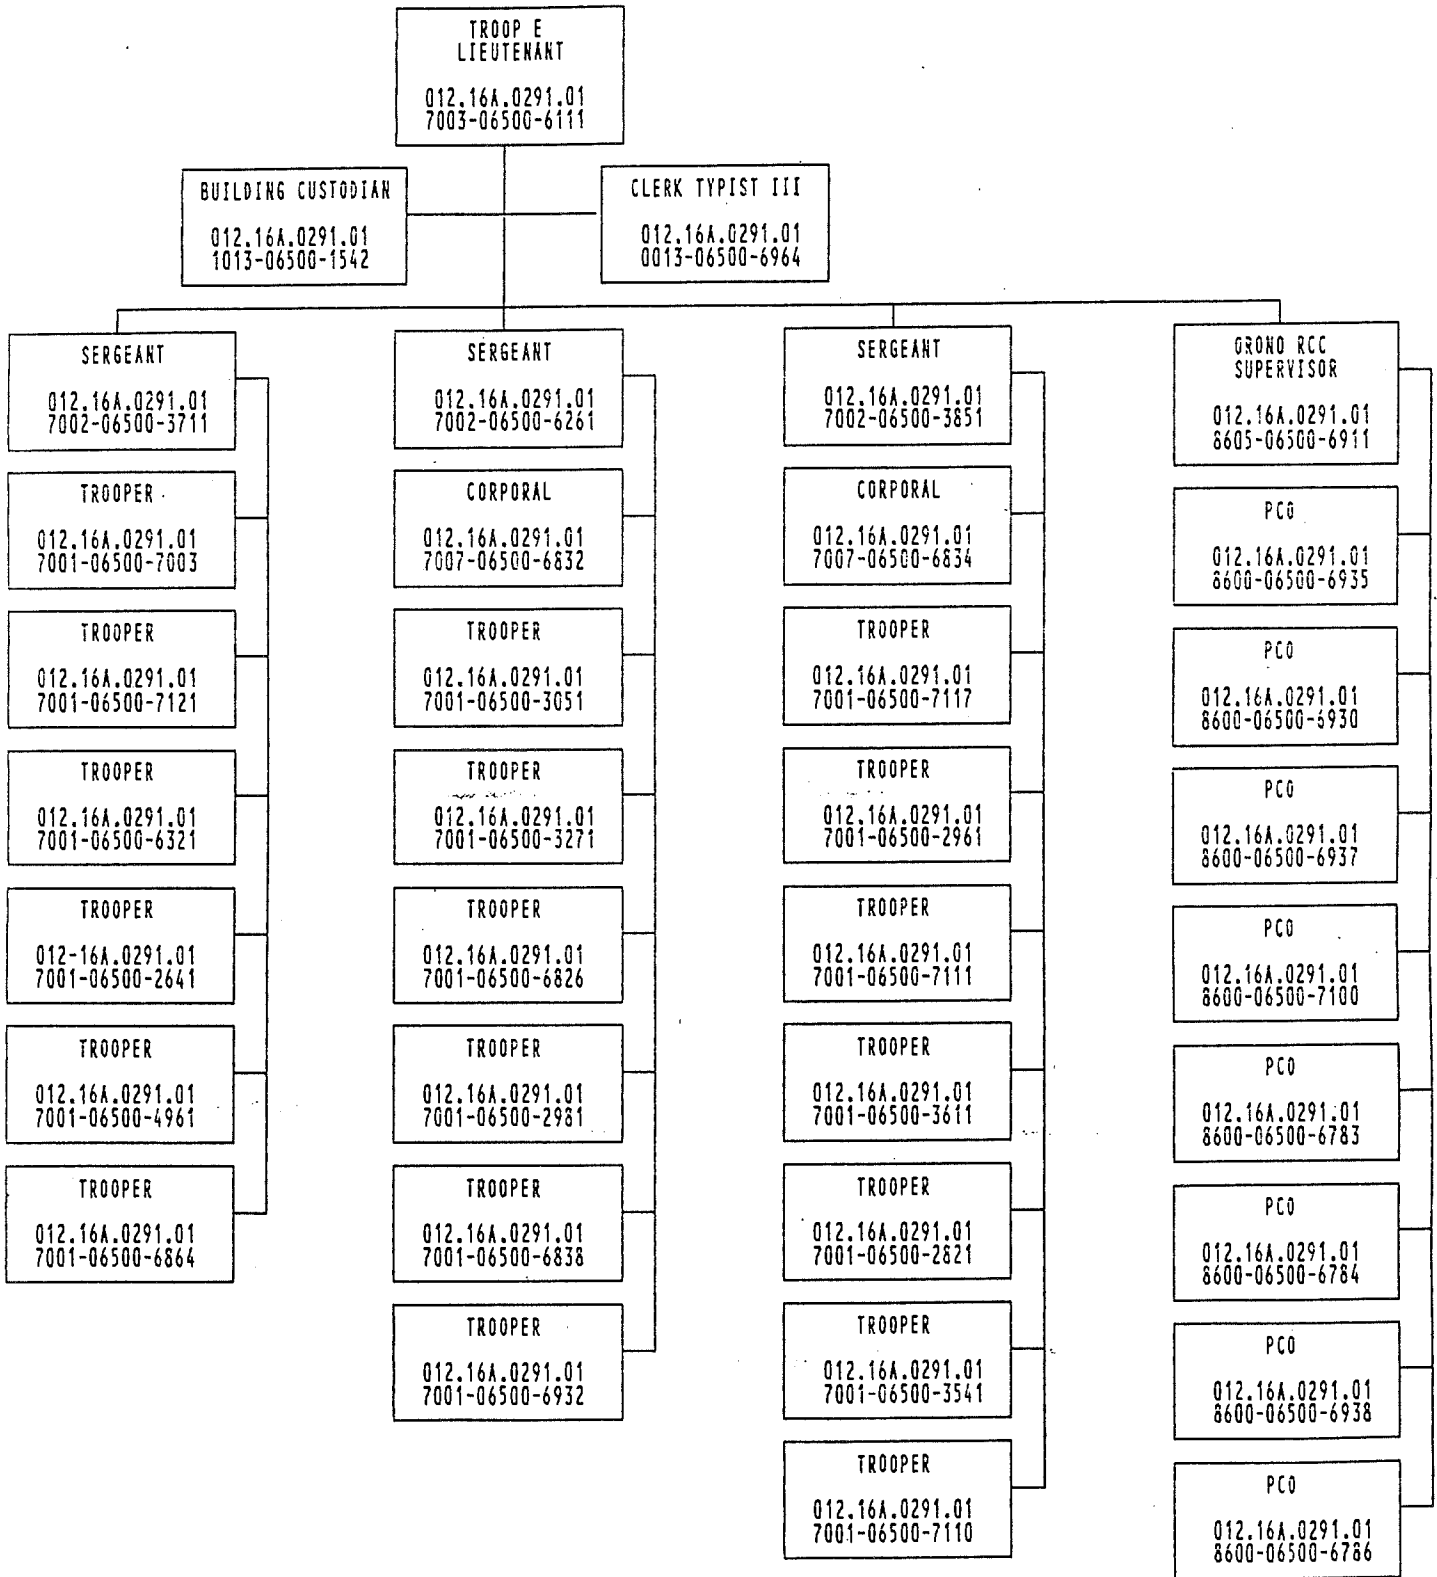 TROOP E
LIEUTENANT
012.16A.0291.01
7003-06500-6111
BUILDING CUSTODIAN
012.16A.0291.01
1013-06500-1542
CLERK TYPIST III
012.16A.0291.01
0013-06500-6964
SERGEANT
012.16A.0291.01
7002-06500-3711
TROOPER
012.16A.0291.01
7001-06500-7003
TROOPER
012.16A.0291.01
7001-06500-7121
TROOPER
012.16A.0291.01
7001-06500-6321
TROOPER
012-16A.0291.01
7001-06500-2641
TROOPER
012.16A.0291.01
7001-06500-4961
TROOPER
012.16A.0291.01
7001-06500-6864
SERGEANT
012.16A.0291.01
7002-06500-6261
CORPORAL
012.16A.0291.01
7007-06500-6832
TROOPER
012.16A.0291.01
7001-06500-3051
TROOPER
012.16A.0291.01
7001-06500-3271
TROOPER
012.16A.0291.01
7001-06500-6826
TROOPER
012.16A.0291.01
7001-06500-2981
TROOPER
012.16A.0291.01
7001-06500-6838
TROOPER
012.16A.0291.01
7001-06500-6932
SERGEANT
012.16A.0291.01
7002-06500-3851
CORPORAL
012.16A.0291.01
7007-06500-6834
TROOPER
012.16A.0291.01
7001-06500-7117
TROOPER
012.16A.0291.01
7001-06500-2961
TROOPER
012.16A.0291.01
7001-06500-7111
TROOPER
012.16A.0291.01
7001-06500-3611
TROOPER
012.16A.0291.01
7001-06500-2821
TROOPER
012.16A.0291.01
7001-06500-3541
TROOPER
012.16A.0291.01
7001-06500-7110
ORONO RCC
SUPERVISOR
012.16A.0291.01
8605-06500-6911
PCO
012.16A.0291.01
8600-06500-6935
PCO
012.16A.0291.01
8600-06500-6930
PCO
012.16A.0291.01
8600-06500-6937
PCO
012.16A.0291.01
8600-06500-7100
PCO
012.16A.0291.01
8600-06500-6783
PCO
012.16A.0291.01
8600-06500-6784
PCO
012.16A.0291.01
8600-06500-6938
PCO
012.16A.0291.01
8600-06500-6786